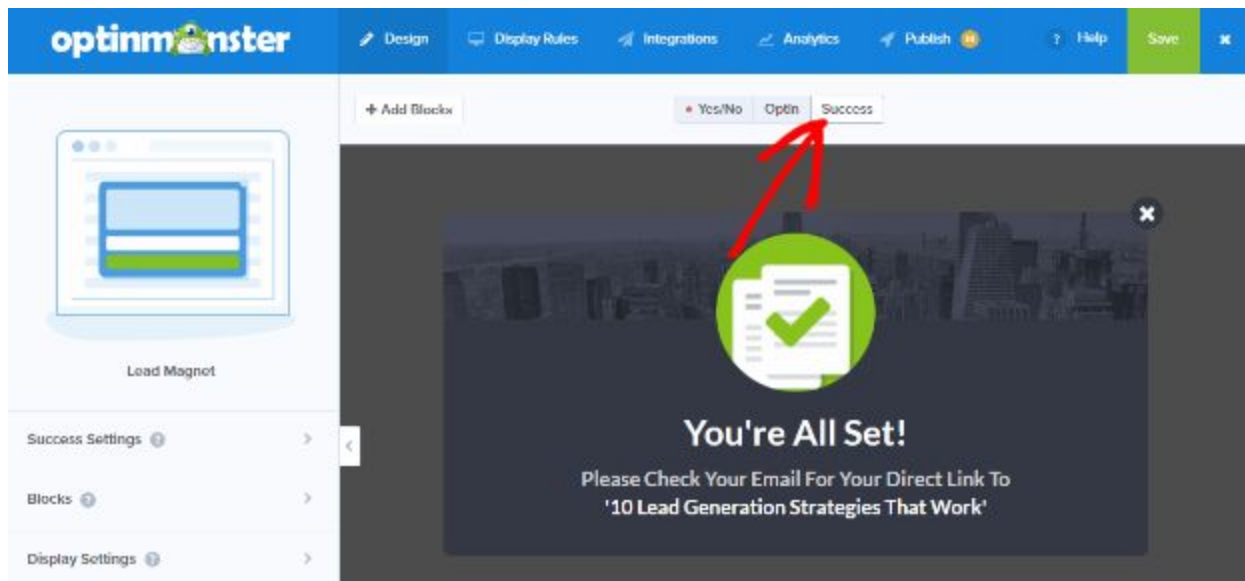 optinmonster
Design
Display Rules
Integrations
Analytics
Publish
? Help
Save
+ Add Blocks
Yes/No
Optin
Success
Lead Magnet
Success Settings
Blocks
Display Settings
You're All Set!
Please Check Your Email For Your Direct Link To
'10 Lead Generation Strategies That Work'